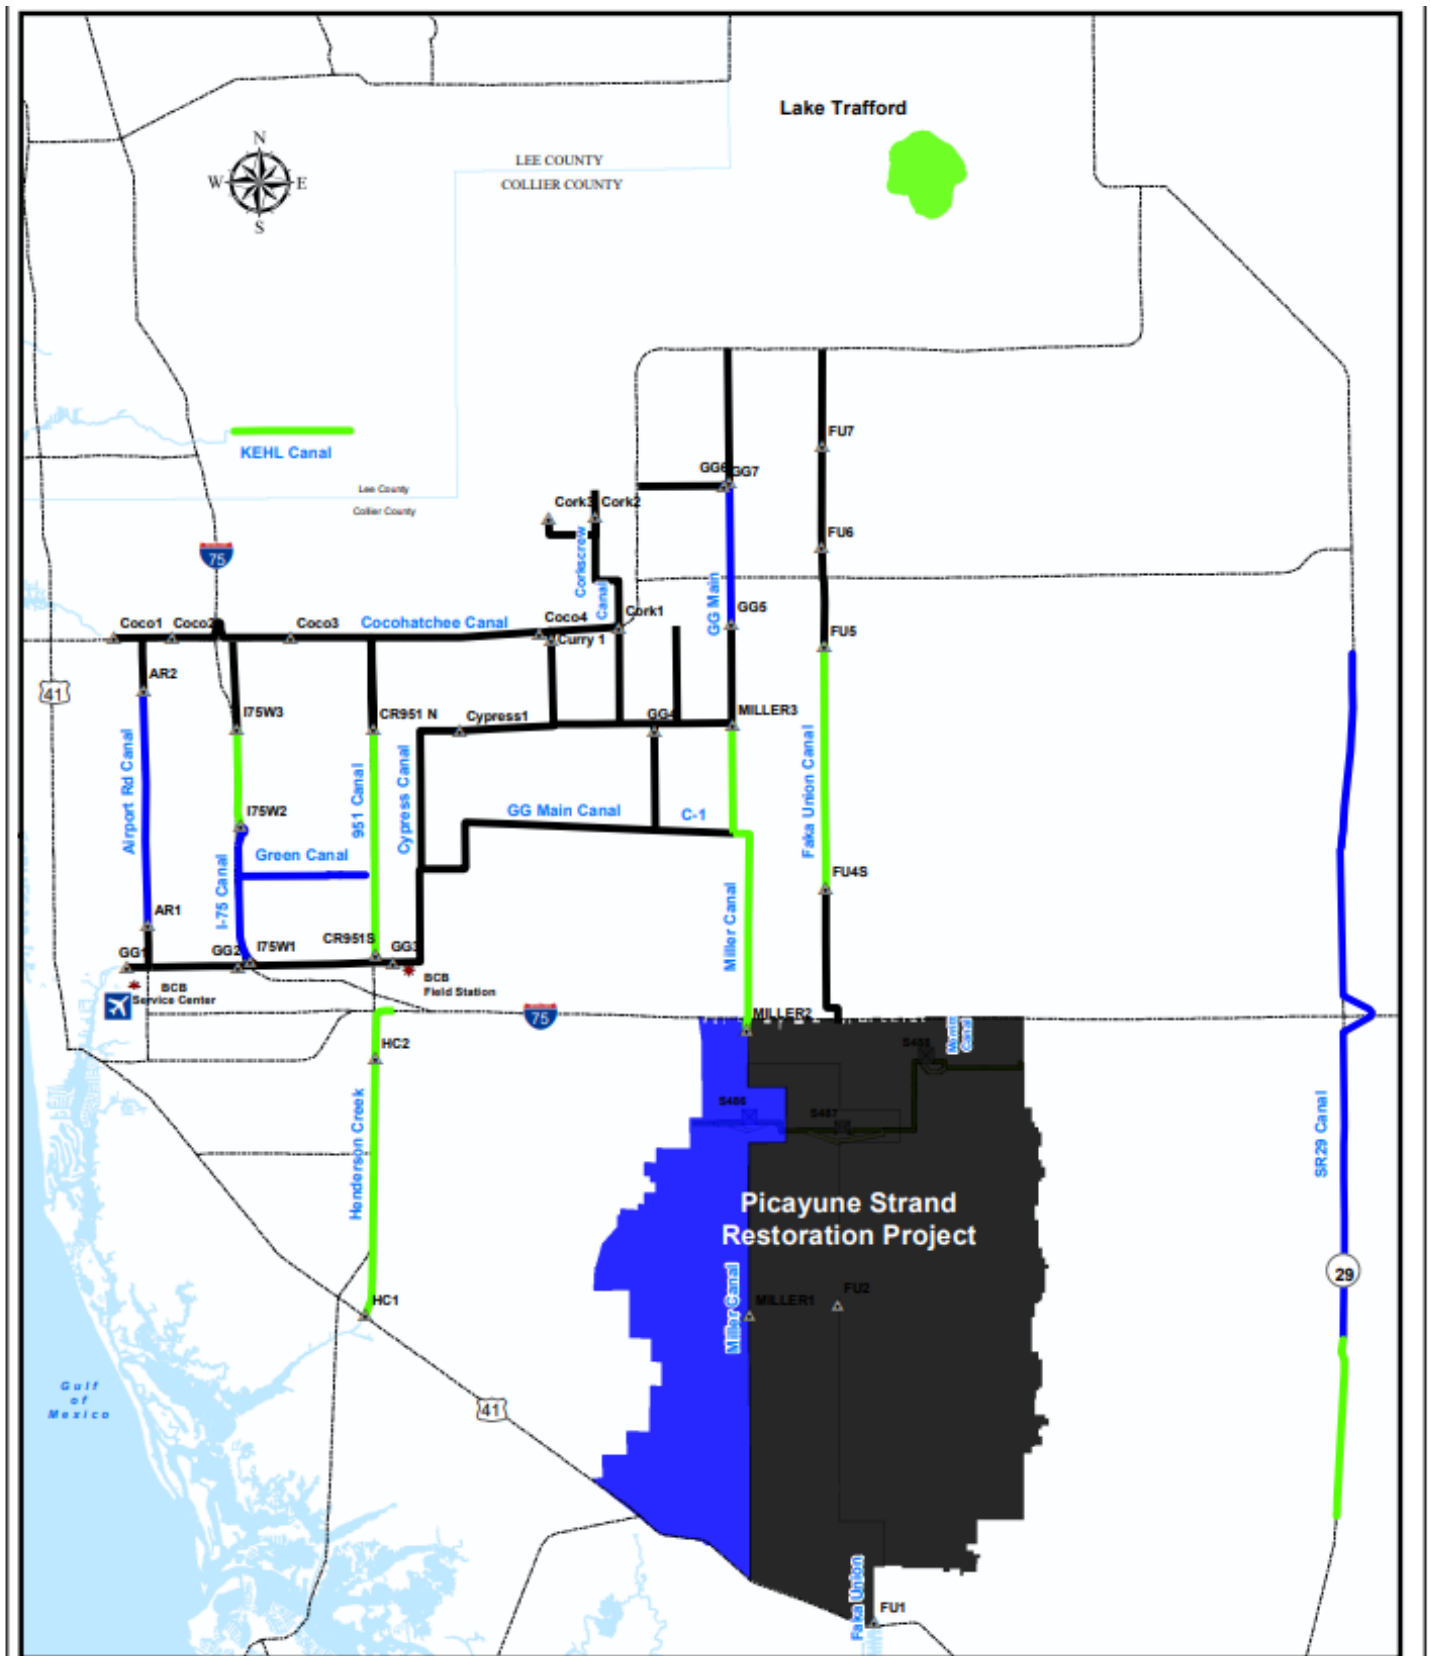 Lake Trafford
N
W
E
S
LEE COUNTY
COLLIER COUNTY
FU7
KEHL Canal
GG6
GG7
Lee County
Collier County
Cork3
Cork2
FU6
75
Corkscrew
Canal
GG Main
GG5
Coco1
Coco2
Coco3
Cocohatchee Canal
Coco4
Cork1
Curry 1
FU5
AR2
41
I75W3
CR951 N
Cypress1
GG4
MILLER3
Airport Rd Canal
951 Canal
Cypress Canal
Faka Union Canal
I75W2
GG Main Canal
C-1
Green Canal
I-75 Canal
FU4S
Miller Canal
AR1
GG1
GG2
I75W1
CR951S
GG3
BCB
Field Station
BCB
Service Center
75
MILLER2
Merritt
Canal
HC2
S488
S486
S487
Henderson Creek
SR29 Canal
Picayune Strand
Restoration Project
29
Miller Canal
MILLER1
FU2
HC1
Gulf
of
Mexico
41
Faka Union
FU1